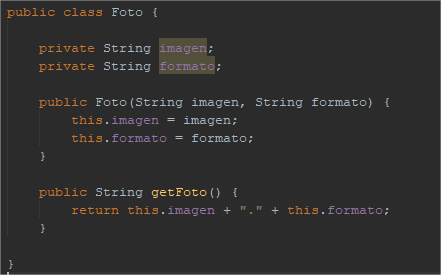 public class Foto {
private String imagen;
private String formato;
public Foto(String imagen, String formato) {
this.imagen = imagen;
this.formato = formato;
}
public String getFoto() {
return this.imagen + "." + this.formato;
}
}